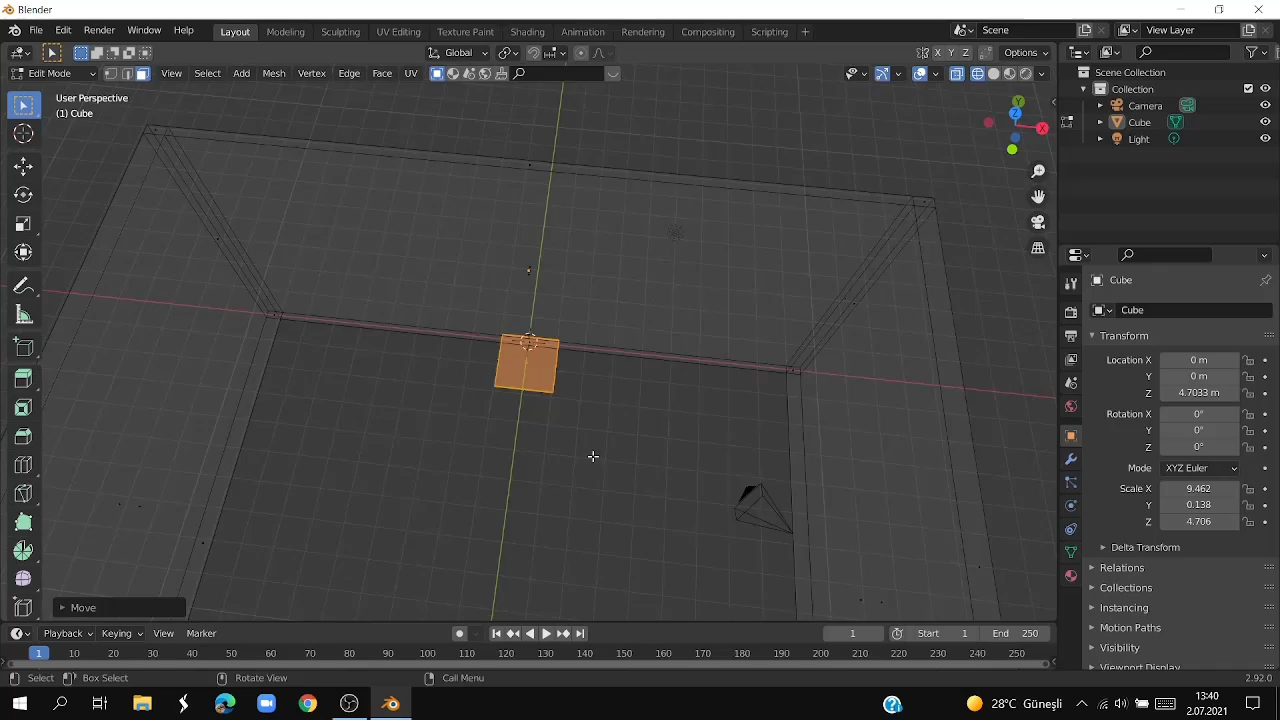 Blender
File Edit Render Window Help Layout Modeling Sculpting UV Editing Texture Paint Shading Animation Rendering Compositing Scripting + Scene View Layer
Global X Y Z Options
Edit Mode View Select Add Mesh Vertex Edge Face UV
User Perspective
(1) Cube
Y
Z
X
Scene Collection
Collection
Camera
Cube
Light
Cube
Cube
Transform
Location X 0 m
Y 0 m
Z 4.7033 m
Rotation X 0°
Y 0°
Z 0°
Mode XYZ Euler
Scale X 9.462
Y 0.138
Z 4.706
Delta Transform
Relations
Collections
Instancing
Motion Paths
Visibility
Viewport Display
Move
Playback Keying View Marker 1 Start 1 End 250
1 10 20 30 40 50 60 70 80 90 100 110 120 130 140 150 160 170 180 190 200 210 220 230 240 250
Select Box Select Rotate View Call Menu 2.92.0
28°C Güneşli 13:40
2.07.2021